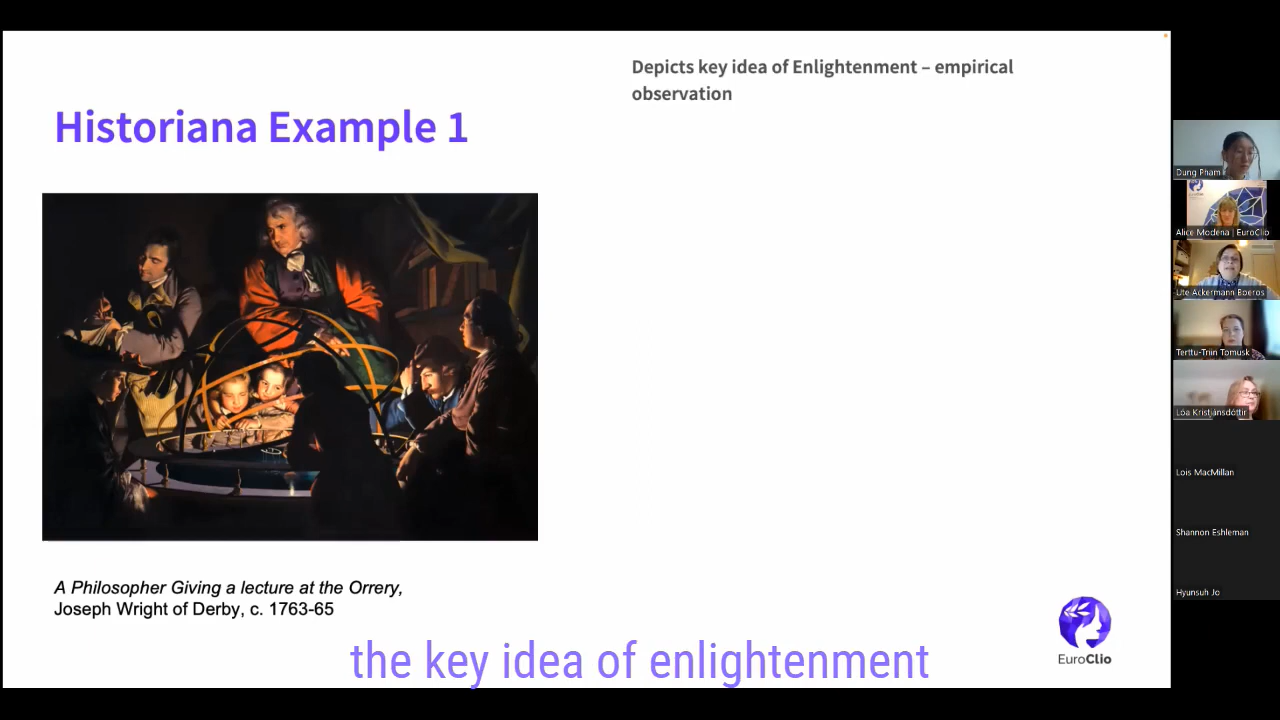 Depicts key idea of Enlightenment – empirical
observation
Historiana Example 1
A Philosopher Giving a lecture at the Orrery,
Joseph Wright of Derby, c. 1763-65
the key idea of enlightenment
EuroClio
Dung Pham
Alice Modena | EuroClio
Ute Ackermann Boeros
Terttu-Triin Tomusk
Lóa Kristjánsdóttir
Lois MacMillan
Shannon Eshleman
Hyunsuh Jo